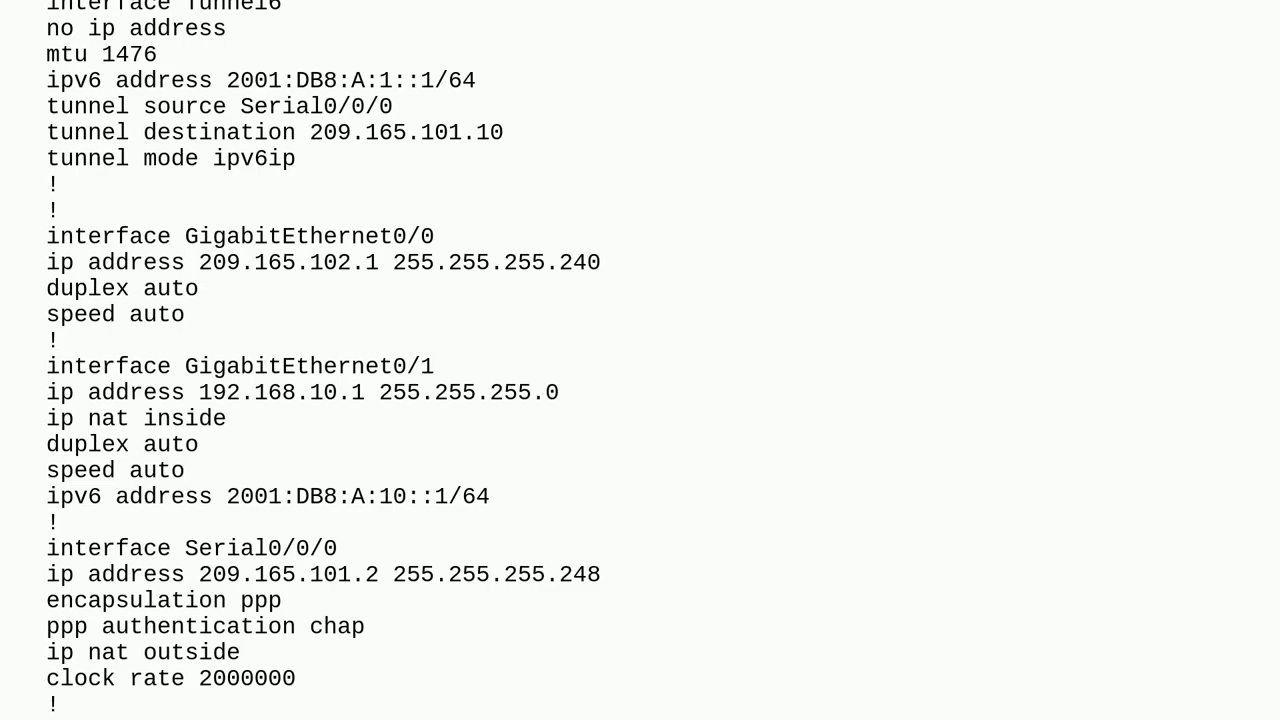 interface Tunnel6
no ip address
mtu 1476
ipv6 address 2001:DB8:A:1::1/64
tunnel source Serial0/0/0
tunnel destination 209.165.101.10
tunnel mode ipv6ip
!
!
interface GigabitEthernet0/0
ip address 209.165.102.1 255.255.255.240
duplex auto
speed auto
!
interface GigabitEthernet0/1
ip address 192.168.10.1 255.255.255.0
ip nat inside
duplex auto
speed auto
ipv6 address 2001:DB8:A:10::1/64
!
interface Serial0/0/0
ip address 209.165.101.2 255.255.255.248
encapsulation ppp
ppp authentication chap
ip nat outside
clock rate 2000000
!